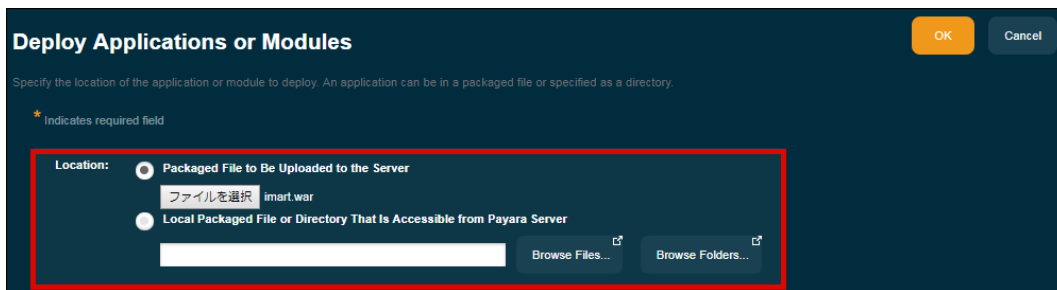 Deploy Applications or Modules
OK
Cancel
Specify the location of the application or module to deploy. An application can be in a packaged file or specified as a directory.
* Indicates required field
Location:
Packaged File to Be Uploaded to the Server
ファイルを選択 imart.war
Local Packaged File or Directory That Is Accessible from Payara Server
Browse Files...
Browse Folders...